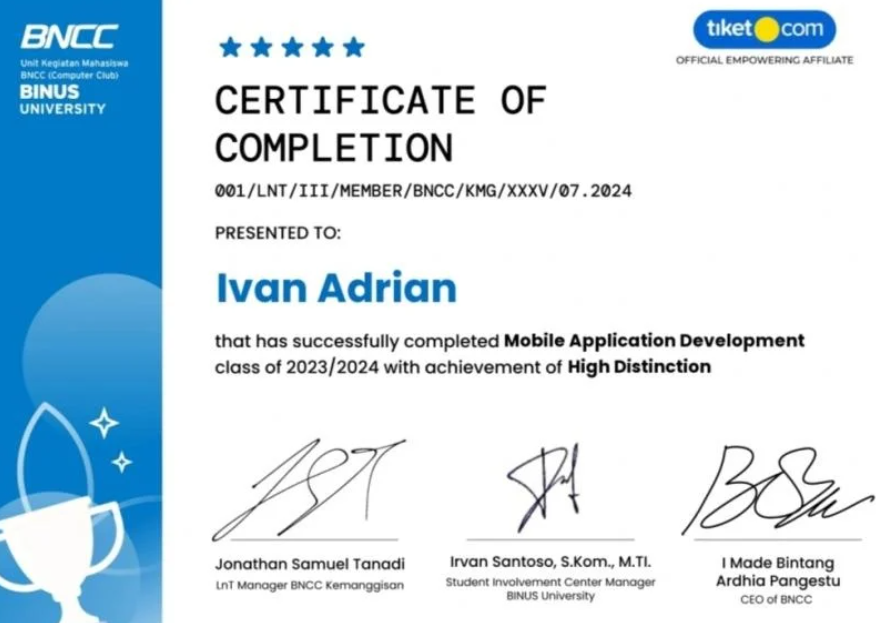 BNCC
Unit Kegiatan Mahasiswa
BNCC (Computer Club)
BINUS
UNIVERSITY
tiket com
OFFICIAL EMPOWERING AFFILIATE
CERTIFICATE OF
COMPLETION
001/LNT/III/MEMBER/BNCC/KMG/XXXV/07.2024
PRESENTED TO:
Ivan Adrian
that has successfully completed Mobile Application Development
class of 2023/2024 with achievement of High Distinction
Jonathan Samuel Tanadi
LnT Manager BNCC Kemanggisan
Irvan Santoso, S.Kom., M.TI.
Student Involvement Center Manager
BINUS University
I Made Bintang
Ardhia Pangestu
CEO of BNCC